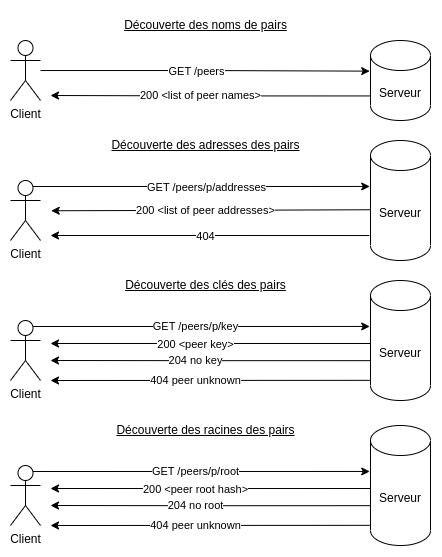 Découverte des noms de pairs
GET /peers
200 <list of peer names>
Serveur
Client
Découverte des adresses des pairs
GET /peers/p/addresses
200 <list of peer addresses>
Serveur
404
Client
Découverte des clés des pairs
GET /peers/p/key
200 <peer key>
Serveur
204 no key
404 peer unknown
Client
Découverte des racines des pairs
GET /peers/p/root
200 <peer root hash>
Serveur
204 no root
404 peer unknown
Client